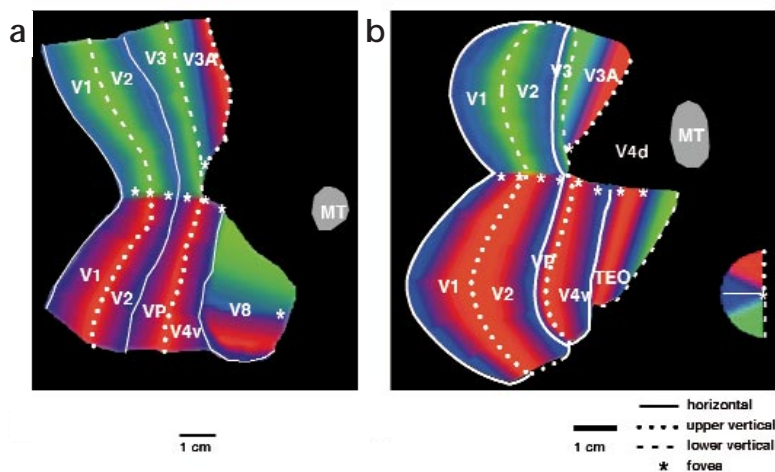 a
V1
V2
V3
V3A
MT
V1
V2
VP
V4v
V8
*
1 cm
b
V1
V2
V3
V3A
V4d
MT
V1
V2
VP
V4v
TEO
1 cm
horizontal
upper vertical
lower vertical
* fovea